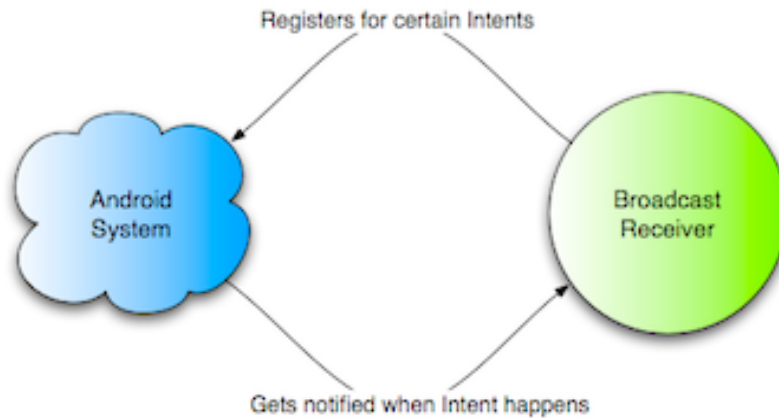 Registers for certain Intents
Android
System
Broadcast
Receiver
Gets notified when Intent happens